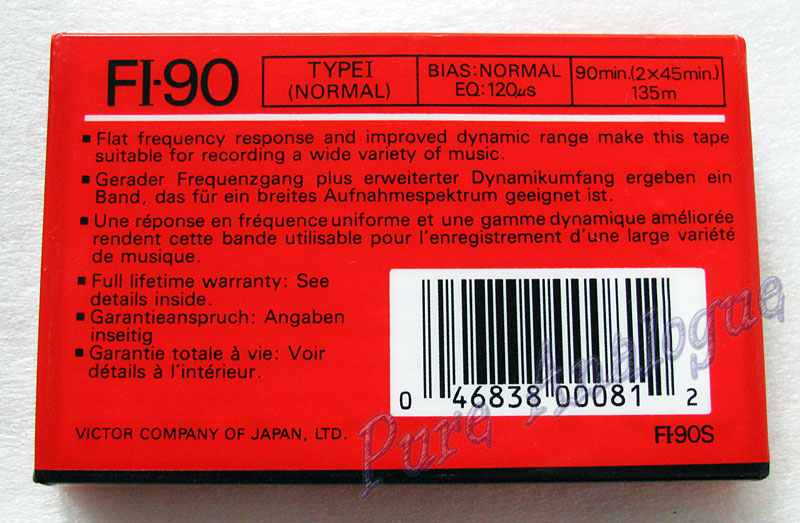 FI-90
TYPE I
(NORMAL)
BIAS: NORMAL
EQ: 120µs
90min. (2×45min.)
135m
▪ Flat frequency response and improved dynamic range make this tape
suitable for recording a wide variety of music.
▪ Gerader Frequenzgang plus erweiterter Dynamikumfang ergeben ein
Band, das für ein breites Aufnahmespektrum geeignet ist.
▪ Une réponse en fréquence uniforme et une gamme dynamique améliorée
rendent cette bande utilisable pour l'enregistrement d'une large variété
de musique.
▪ Full lifetime warranty: See
details inside.
▪ Garantieanspruch: Angaben
inseitig
▪ Garantie totale à vie: Voir
détails à l'intérieur.
0 46838 00081 2
VICTOR COMPANY OF JAPAN, LTD.
FI-90S
Pure Analogue